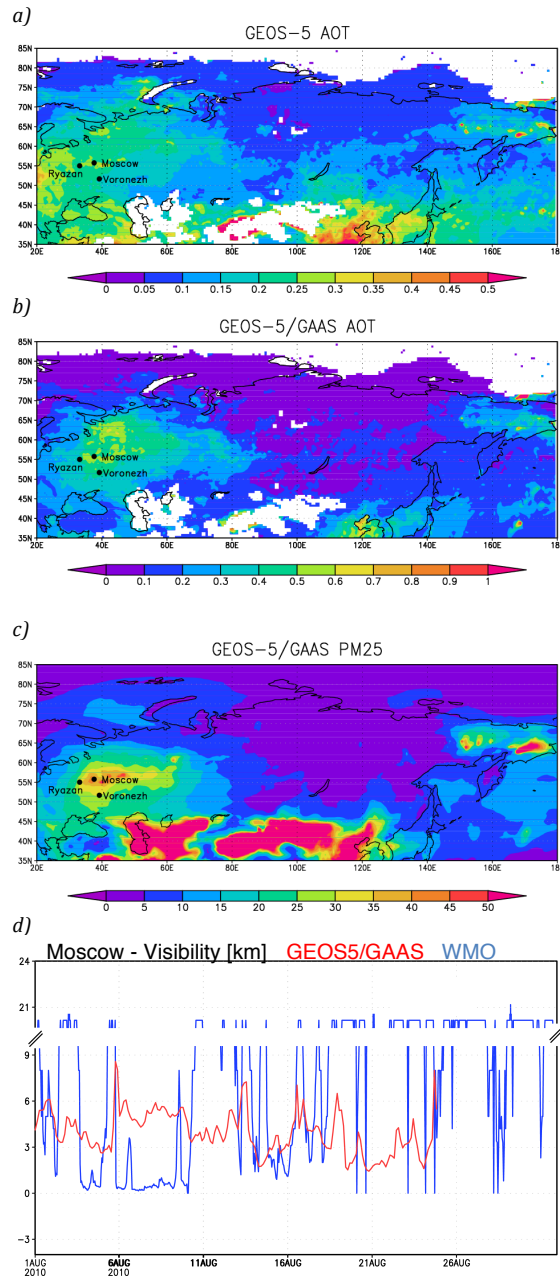 a)
GEOS-5 AOT
85N
80N
75N
70N
65N
60N
55N
50N
45N
40N
35N
Moscow
Ryazan
Voronezh
20E 40E 60E 80E 100E 120E 140E 160E 18
0 0.05 0.1 0.15 0.2 0.25 0.3 0.35 0.4 0.45 0.5
b)
GEOS-5/GAAS AOT
85N
80N
75N
70N
65N
60N
55N
50N
45N
40N
35N
Moscow
Ryazan
Voronezh
20E 40E 60E 80E 100E 120E 140E 160E 18
0 0.1 0.2 0.3 0.4 0.5 0.6 0.7 0.8 0.9 1
c)
GEOS-5/GAAS PM25
85N
80N
75N
70N
65N
60N
55N
50N
45N
40N
35N
Moscow
Ryazan
Voronezh
20E 40E 60E 80E 100E 120E 140E 160E 18
0 5 10 15 20 25 30 35 40 45 50
d)
Moscow - Visibility [km] GEOS5/GAAS WMO
24
21
9
6
3
0
-3
1AUG 6AUG 11AUG 16AUG 21AUG 26AUG
2010 2010